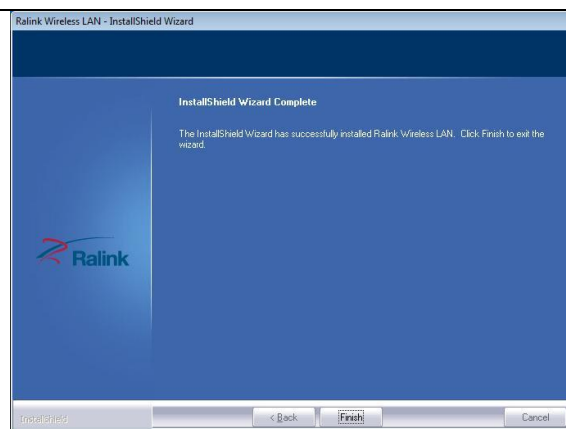 Ralink Wireless LAN - InstallShield Wizard
InstallShield Wizard Complete
The InstallShield Wizard has successfully installed Ralink Wireless LAN. Click Finish to exit the
wizard.
Ralink
InstallShield
< Back
Finish
Cancel